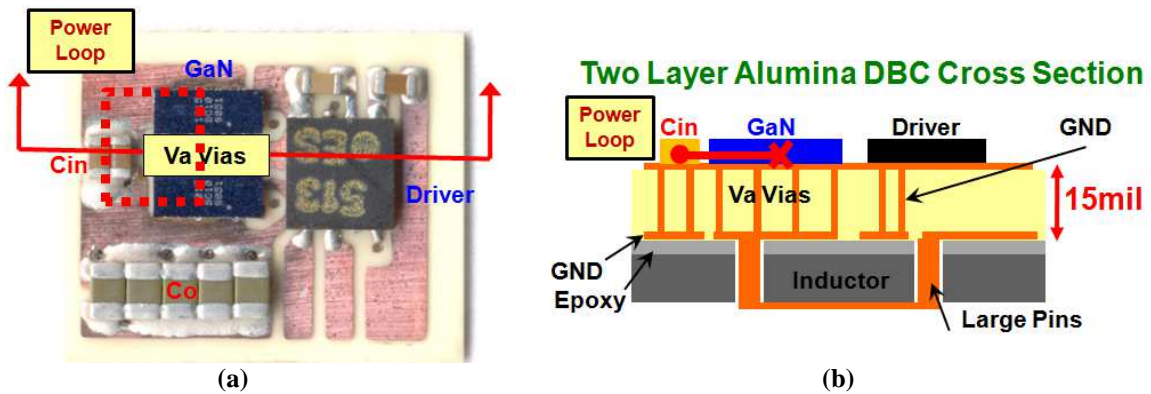 Power
Loop
GaN
Cin
Va Vias
Driver
Co
(a)
Two Layer Alumina DBC Cross Section
Power
Loop
Cin
GaN
Driver
GND
Va Vias
15mil
GND
Epoxy
Inductor
Large Pins
(b)